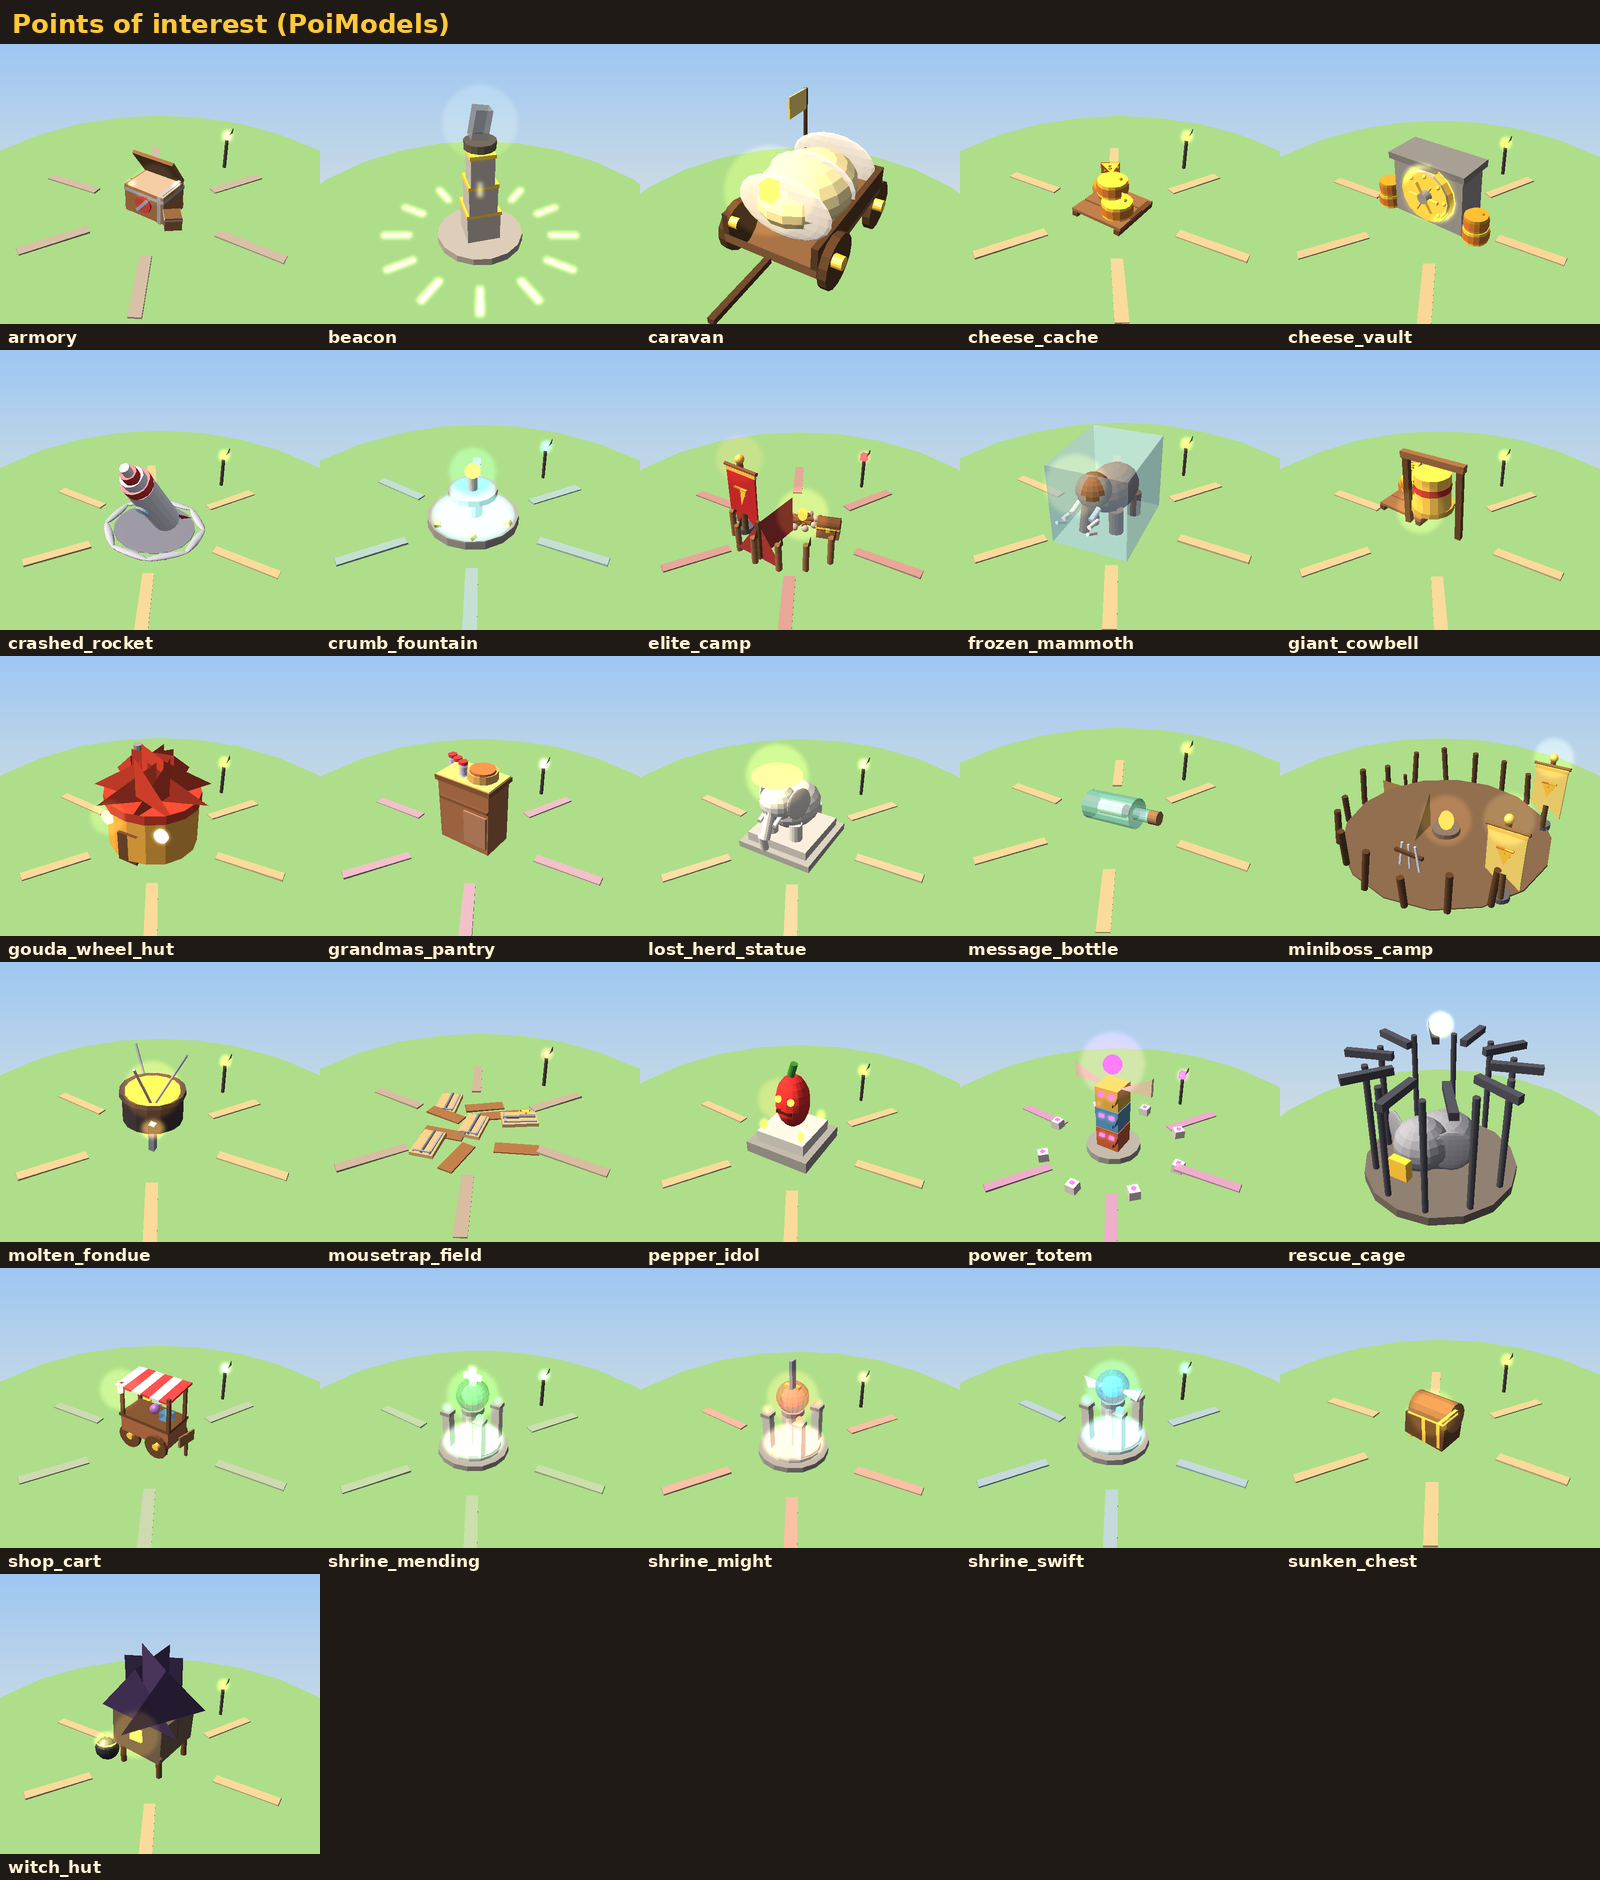 Points of interest (PoiModels)
armory
beacon
caravan
cheese_cache
cheese_vault
crashed_rocket
crumb_fountain
elite_camp
frozen_mammoth
giant_cowbell
gouda_wheel_hut
grandmas_pantry
lost_herd_statue
message_bottle
miniboss_camp
molten_fondue
mousetrap_field
pepper_idol
power_totem
rescue_cage
shop_cart
shrine_mending
shrine_might
shrine_swift
sunken_chest
witch_hut